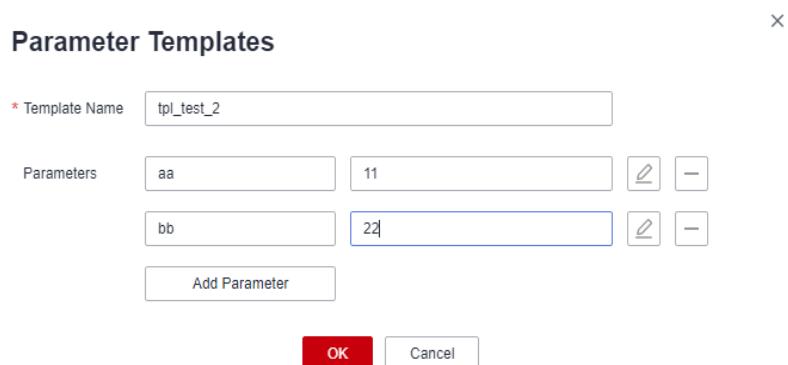 Parameter Templates
* Template Name tpl_test_2
Parameters aa 11
bb 22
Add Parameter
OK Cancel